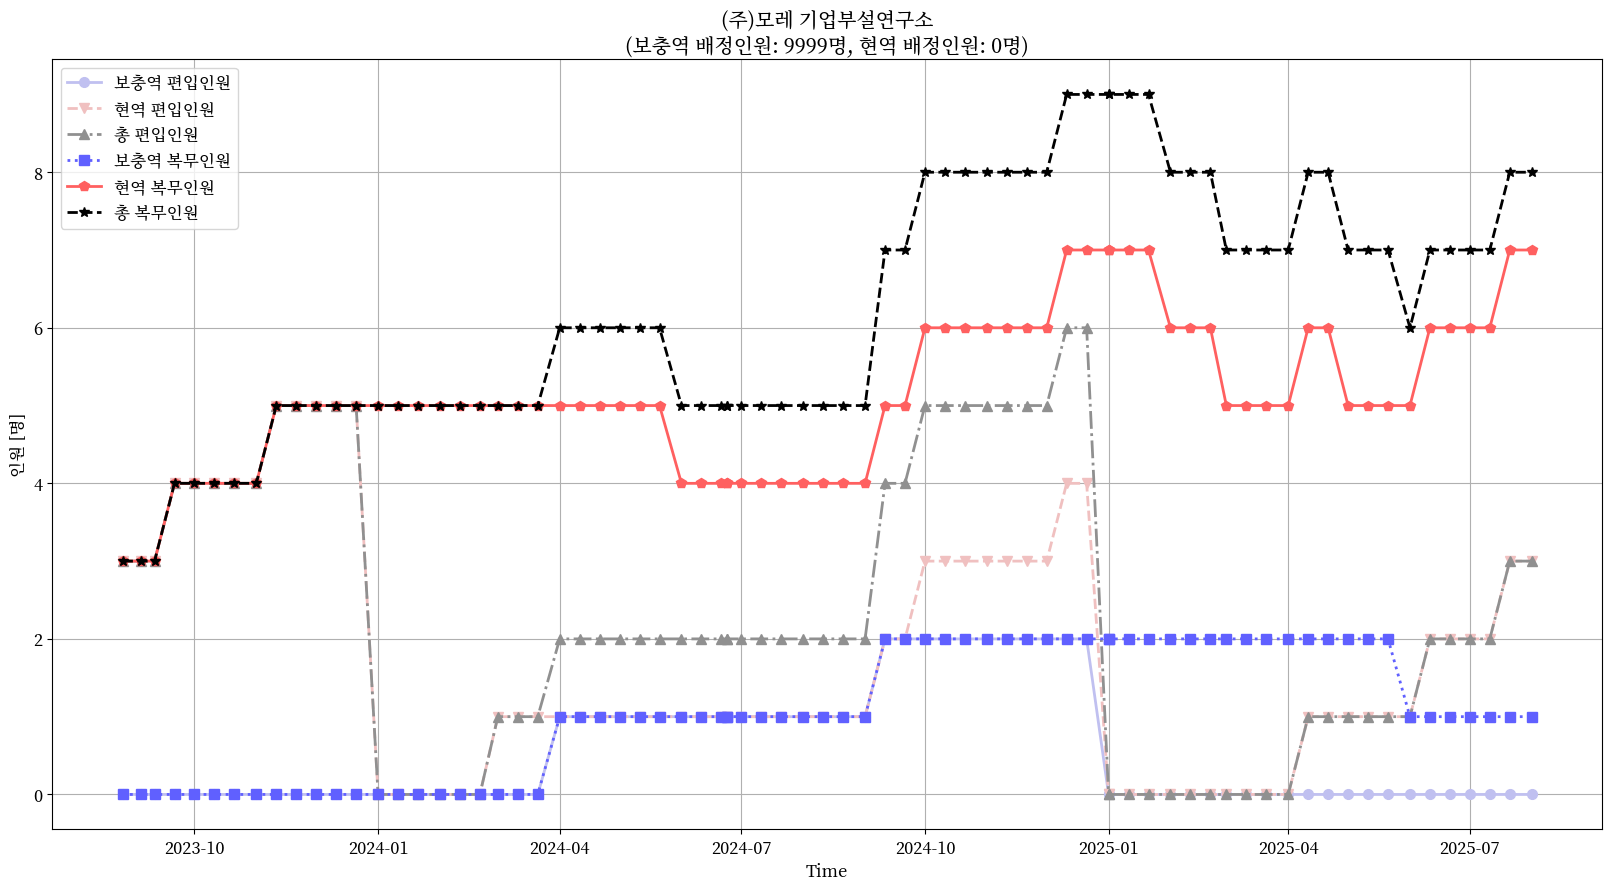 (주)모레 기업부설연구소
(보충역 배정인원: 9999명, 현역 배정인원: 0명)
보충역 편입인원
현역 편입인원
총 편입인원
보충역 복무인원
현역 복무인원
총 복무인원
인원 [명]
8
6
4
2
0
2023-10
2024-01
2024-04
2024-07
2024-10
2025-01
2025-04
2025-07
Time